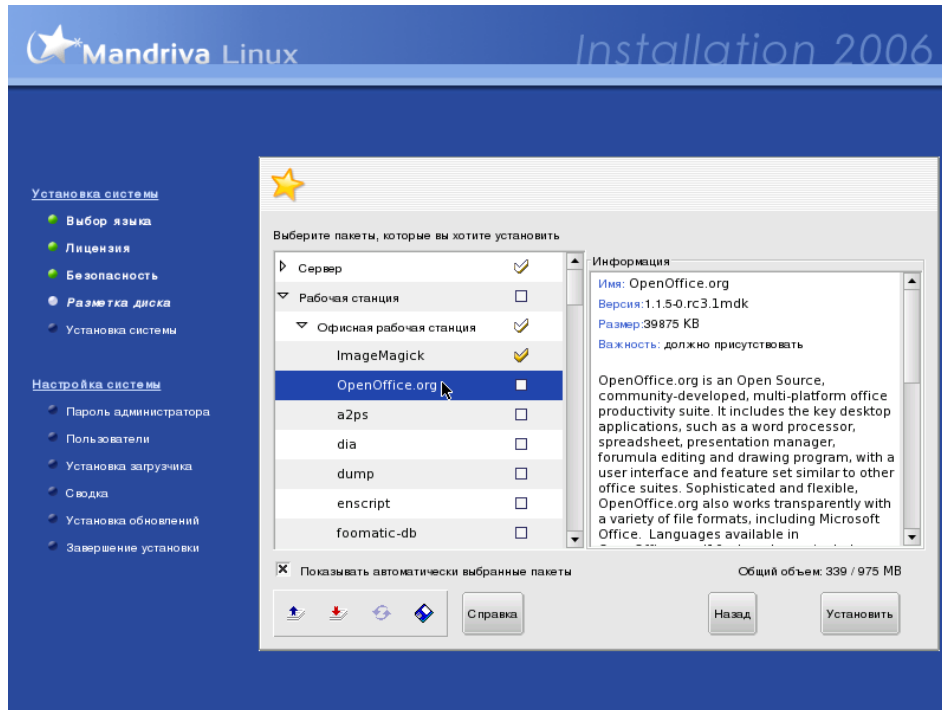 Mandriva Linux
Installation 2006
Установка системы
Выбор языка
Лицензия
Безопасность
Разметка диска
Установка системы
Настройка системы
Пароль администратора
Пользователи
Установка загрузчика
Сводка
Установка обновлений
Завершение установки
Выберите пакеты, которые вы хотите установить
Сервер
Рабочая станция
Офисная рабочая станция
ImageMagick
OpenOffice.org
a2ps
dia
dump
enscript
foomatic-db
Информация
Имя: OpenOffice.org
Версия:1.1.5-0.rc3.1mdk
Размер:39875 KB
Важность: должно присутствовать
OpenOffice.org is an Open Source,
community-developed, multi-platform office
productivity suite. It includes the key desktop
applications, such as a word processor,
spreadsheet, presentation manager,
forumula editing and drawing program, with a
user interface and feature set similar to other
office suites. Sophisticated and flexible,
OpenOffice.org also works transparently with
a variety of file formats, including Microsoft
Office. Languages available in
Показывать автоматически выбранные пакеты
Общий объем: 339 / 975 MB
Справка
Назад
Установить